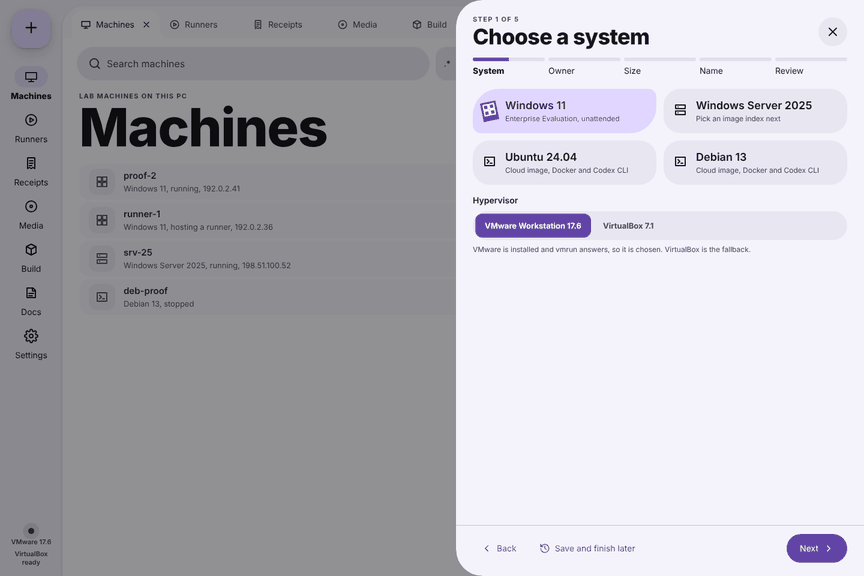 Machines
Runners
Receipts
Media
Build
Docs
Settings
VMware 17.6
VirtualBox
ready
Machines
Runners
Receipts
Media
Build
Search machines
LAB MACHINES ON THIS PC
Machines
proof-2
Windows 11, running, 192.0.2.41
runner-1
Windows 11, hosting a runner, 192.0.2.36
srv-25
Windows Server 2025, running, 198.51.100.52
deb-proof
Debian 13, stopped
STEP 1 OF 5
Choose a system
System
Owner
Size
Name
Review
Windows 11
Enterprise Evaluation, unattended
Windows Server 2025
Pick an image index next
Ubuntu 24.04
Cloud image, Docker and Codex CLI
Debian 13
Cloud image, Docker and Codex CLI
Hypervisor
VMware Workstation 17.6
VirtualBox 7.1
VMware is installed and vmrun answers, so it is chosen. VirtualBox is the fallback.
Back
Save and finish later
Next